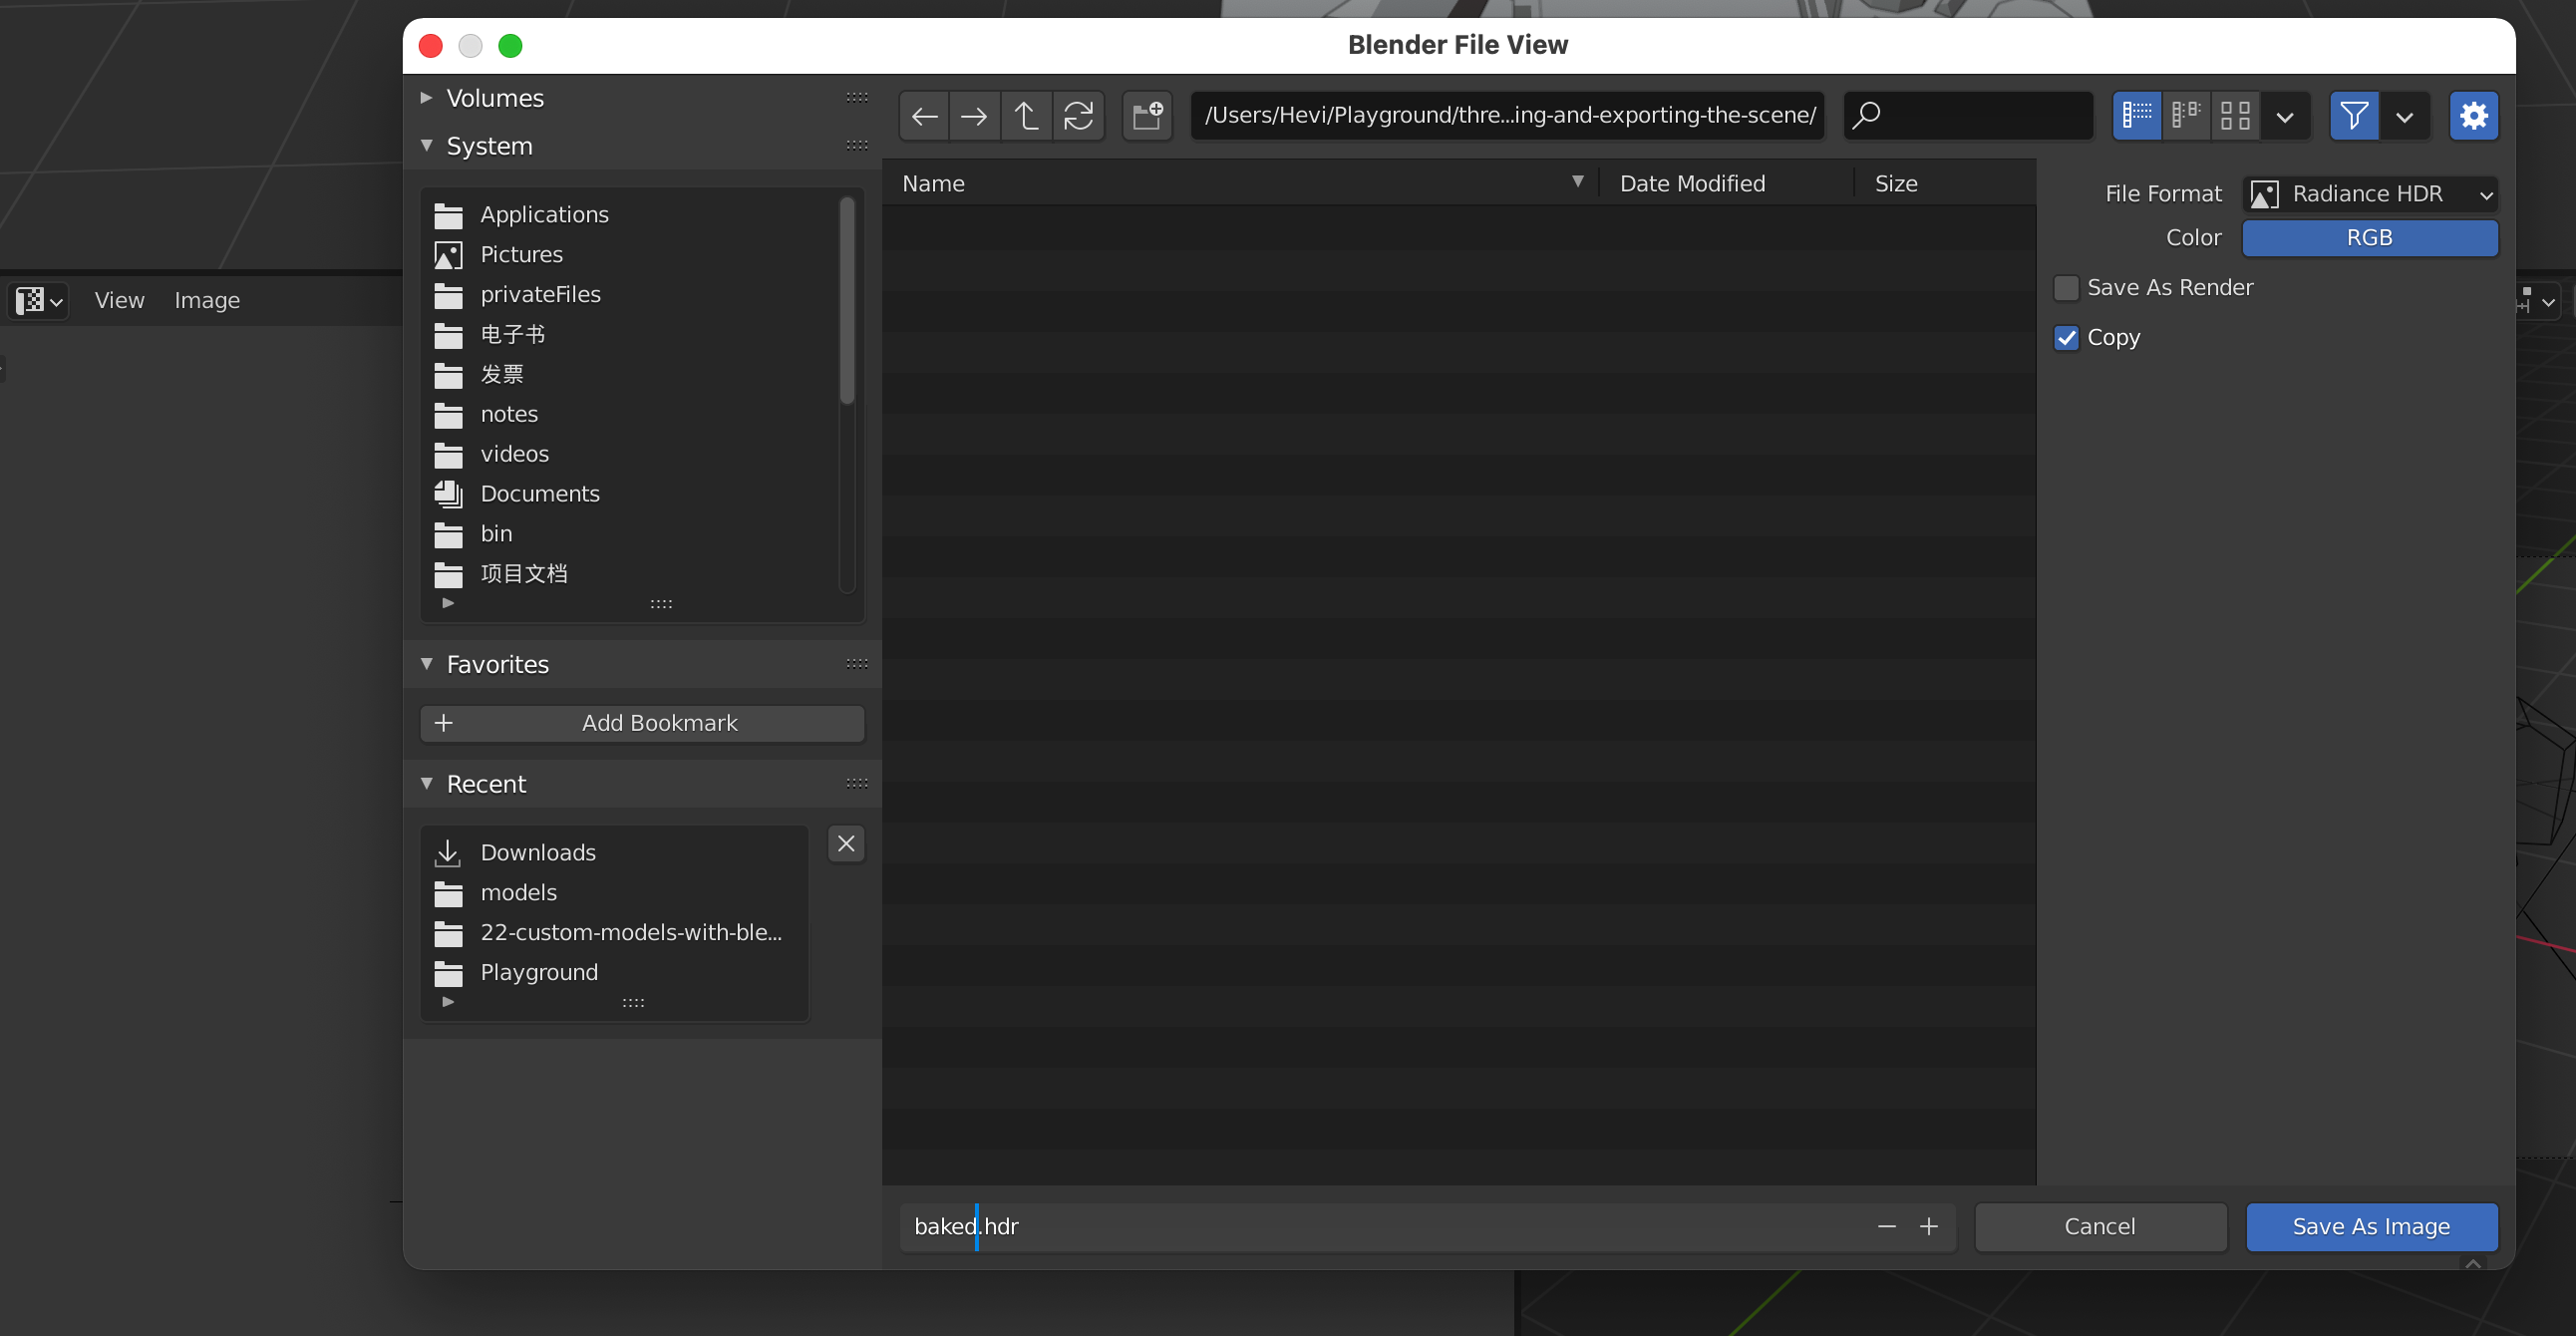 Blender File View
Volumes
System
Applications
Pictures
privateFiles
电子书
发票
notes
videos
Documents
bin
项目文档
Favorites
Add Bookmark
Recent
Downloads
models
22-custom-models-with-ble...
Playground
View Image
/Users/Hevi/Playground/thre...ing-and-exporting-the-scene/
Name Date Modified Size
File Format Radiance HDR
Color RGB
Save As Render
Copy
baked.hdr
Cancel Save As Image